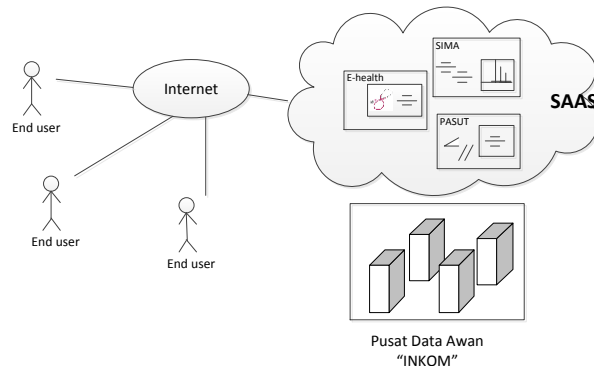 SIMA
E-health
Internet
SAAS
End user
PASUT
End user
End user
Pusat Data Awan
“INKOM”